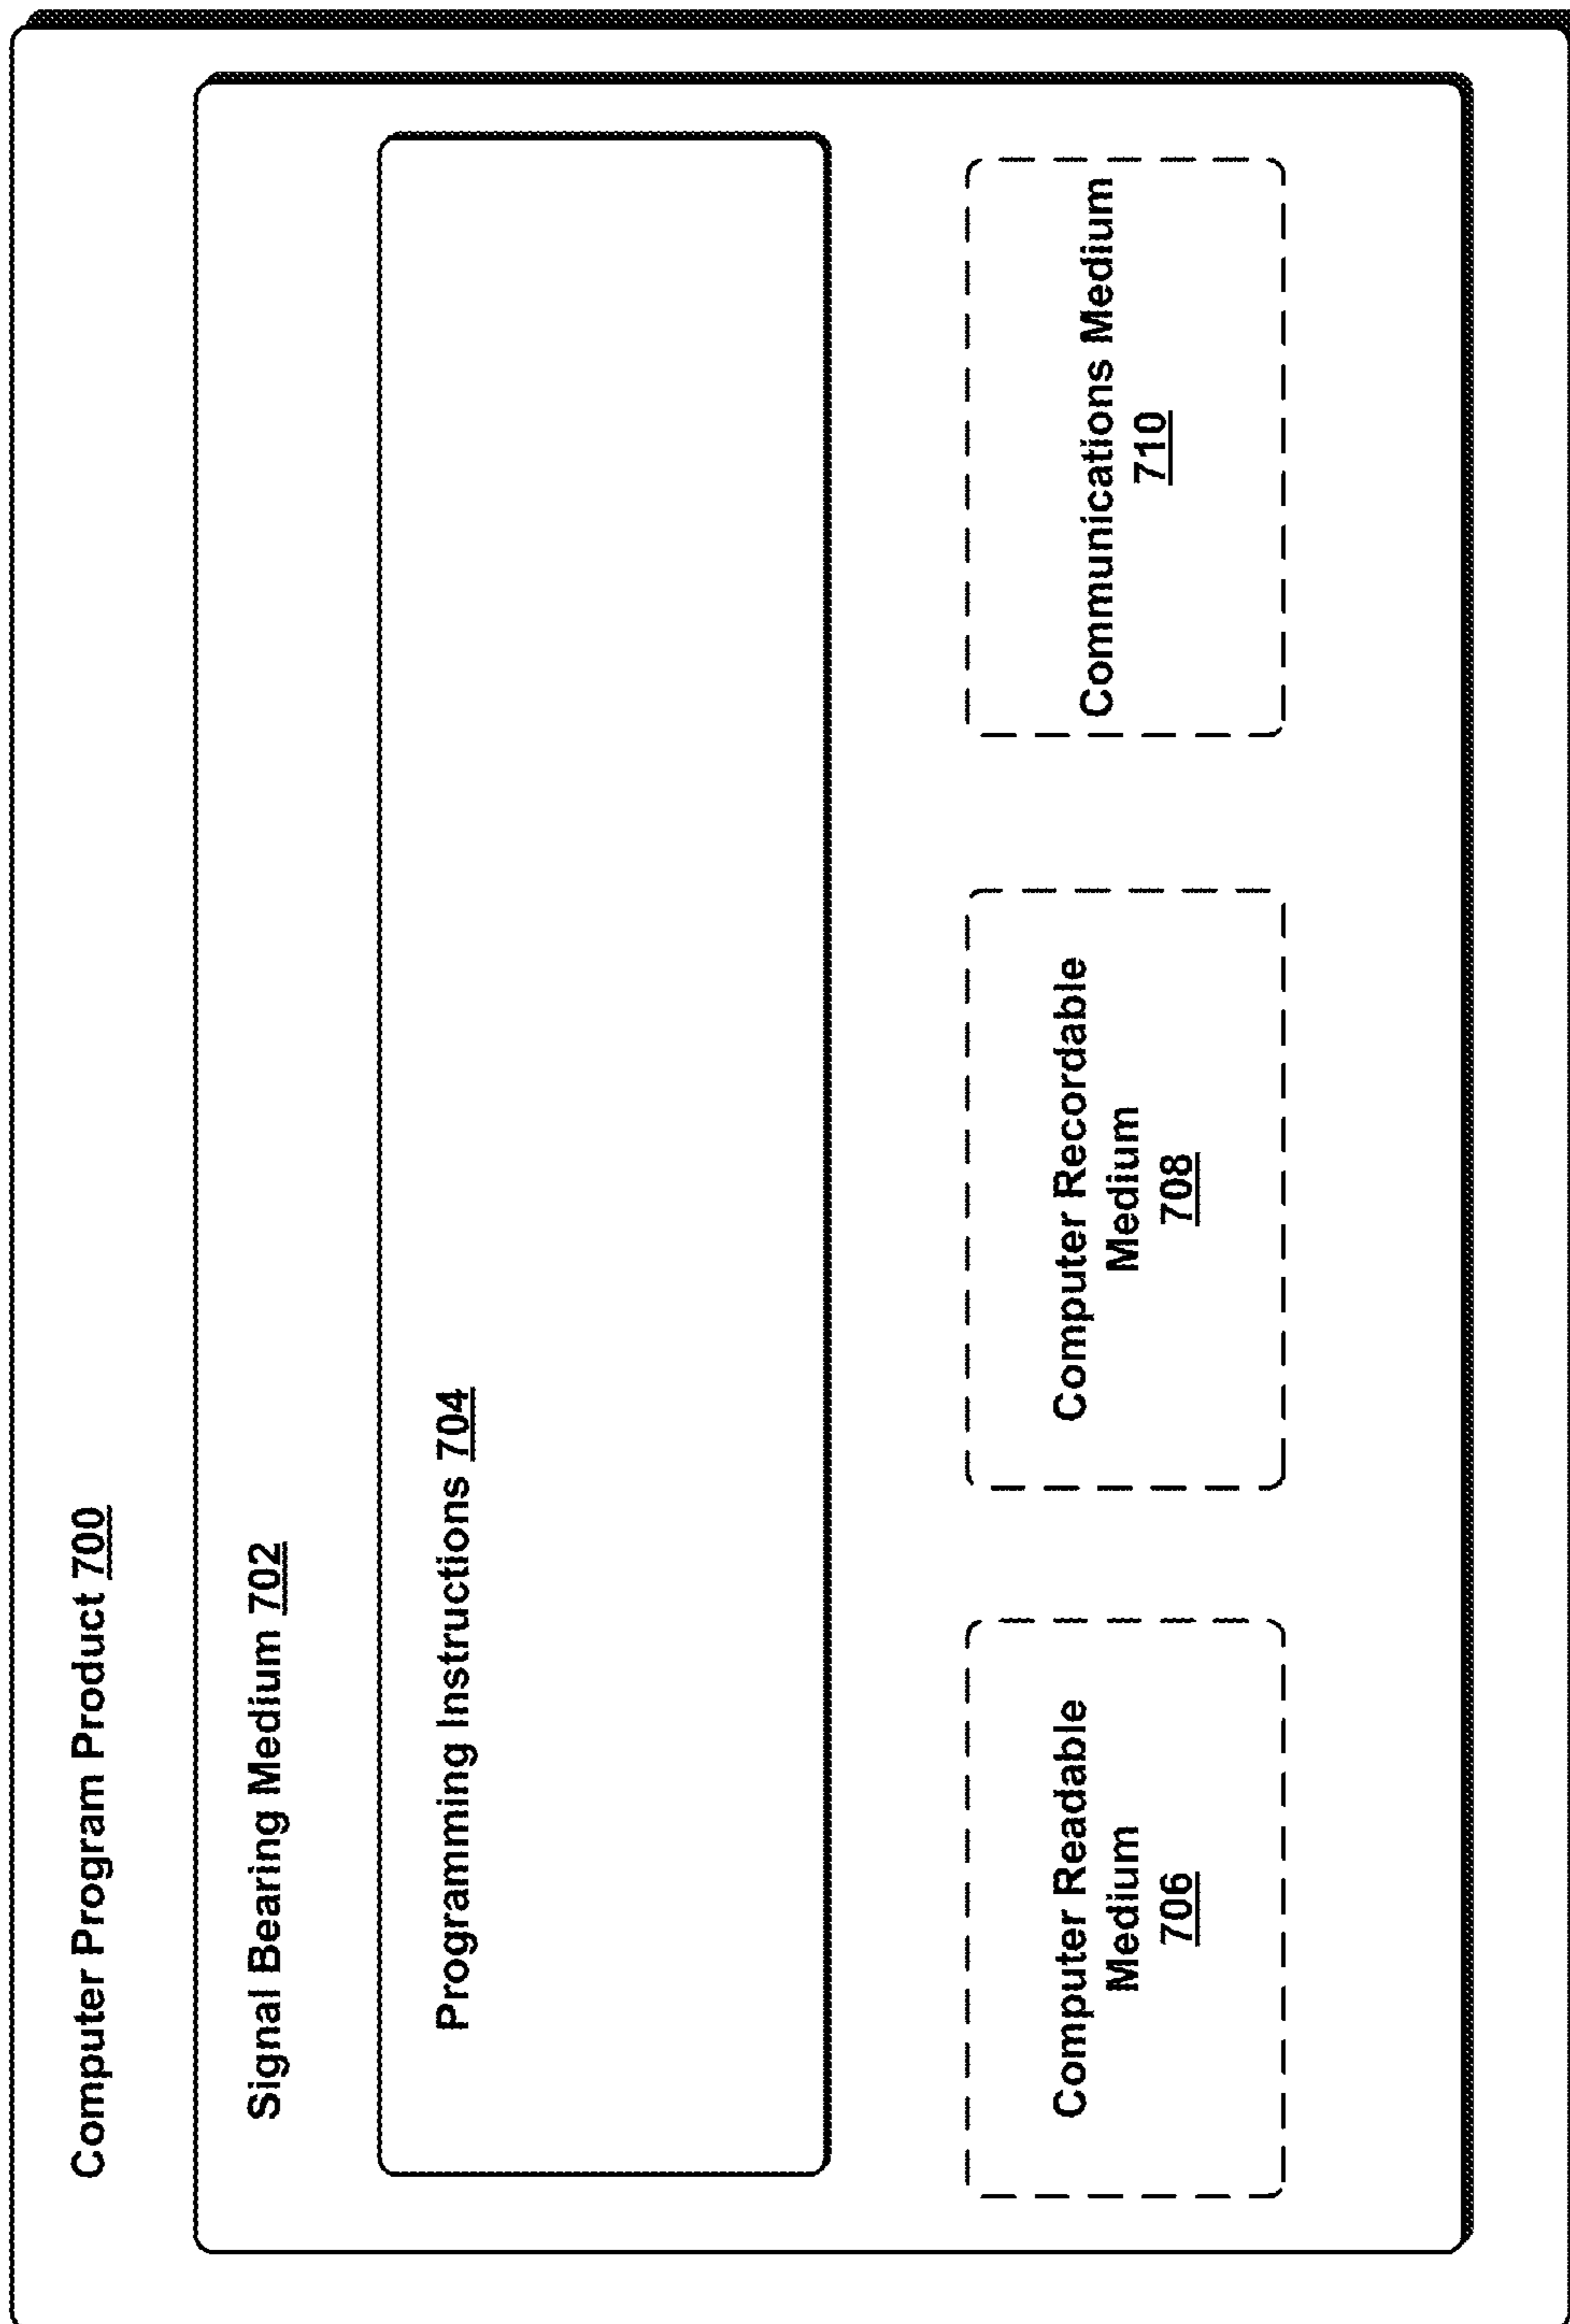 Computer Program Product 700
Signal Bearing Medium 702
Programming Instructions 704
Computer Readable
Medium
706
Computer Recordable
Medium
708
Communications Medium
710